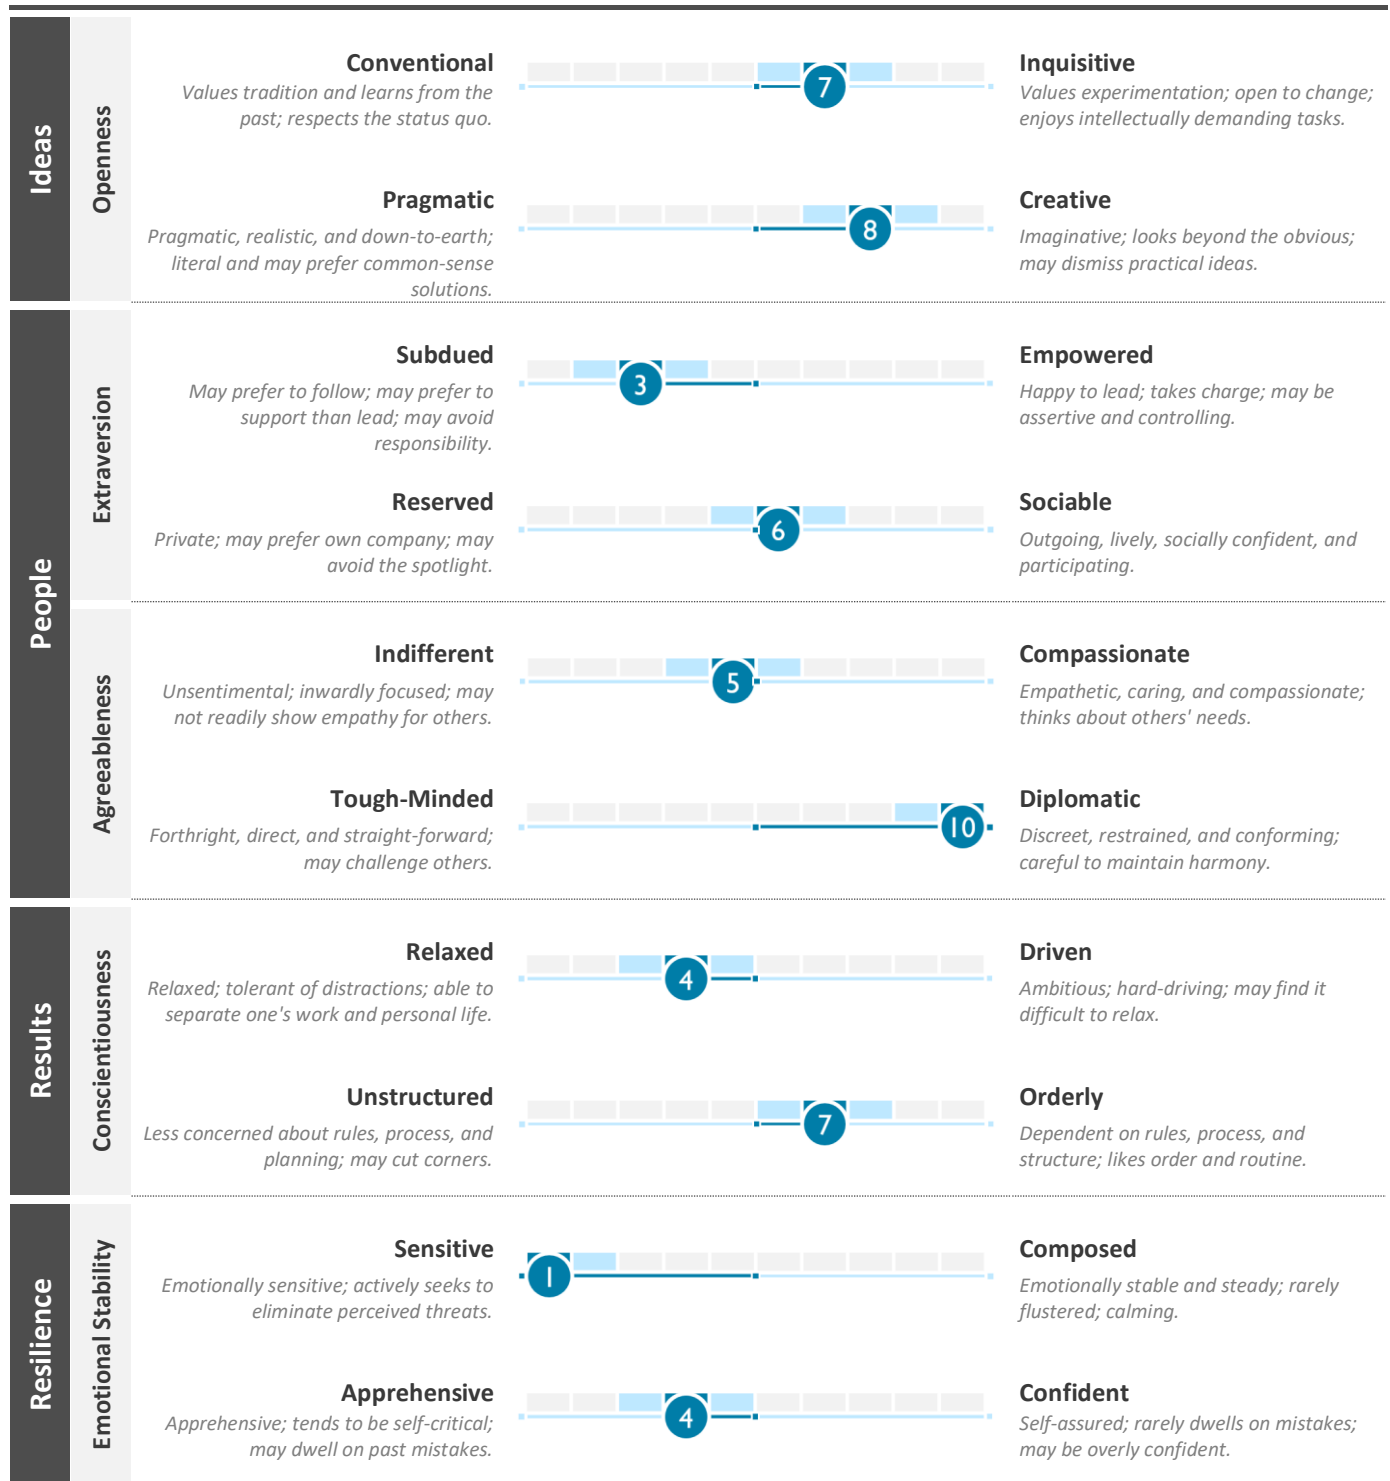 Ideas
Openness
Conventional
Values tradition and learns from the
past; respects the status quo.
7
Inquisitive
Values experimentation; open to change;
enjoys intellectually demanding tasks.
Pragmatic
Pragmatic, realistic, and down-to-earth;
literal and may prefer common-sense
solutions.
8
Creative
Imaginative; looks beyond the obvious;
may dismiss practical ideas.
People
Extraversion
Subdued
May prefer to follow; may prefer to
support than lead; may avoid
responsibility.
3
Empowered
Happy to lead; takes charge; may be
assertive and controlling.
Reserved
Private; may prefer own company; may
avoid the spotlight.
6
Sociable
Outgoing, lively, socially confident, and
participating.
Agreeableness
Indifferent
Unsentimental; inwardly focused; may
not readily show empathy for others.
5
Compassionate
Empathetic, caring, and compassionate;
thinks about others' needs.
Tough-Minded
Forthright, direct, and straight-forward;
may challenge others.
10
Diplomatic
Discreet, restrained, and conforming;
careful to maintain harmony.
Results
Conscientiousness
Relaxed
Relaxed; tolerant of distractions; able to
separate one's work and personal life.
4
Driven
Ambitious; hard-driving; may find it
difficult to relax.
Unstructured
Less concerned about rules, process, and
planning; may cut corners.
7
Orderly
Dependent on rules, process, and
structure; likes order and routine.
Resilience
Emotional Stability
Sensitive
Emotionally sensitive; actively seeks to
eliminate perceived threats.
1
Composed
Emotionally stable and steady; rarely
flustered; calming.
Apprehensive
Apprehensive; tends to be self-critical;
may dwell on past mistakes.
4
Confident
Self-assured; rarely dwells on mistakes;
may be overly confident.